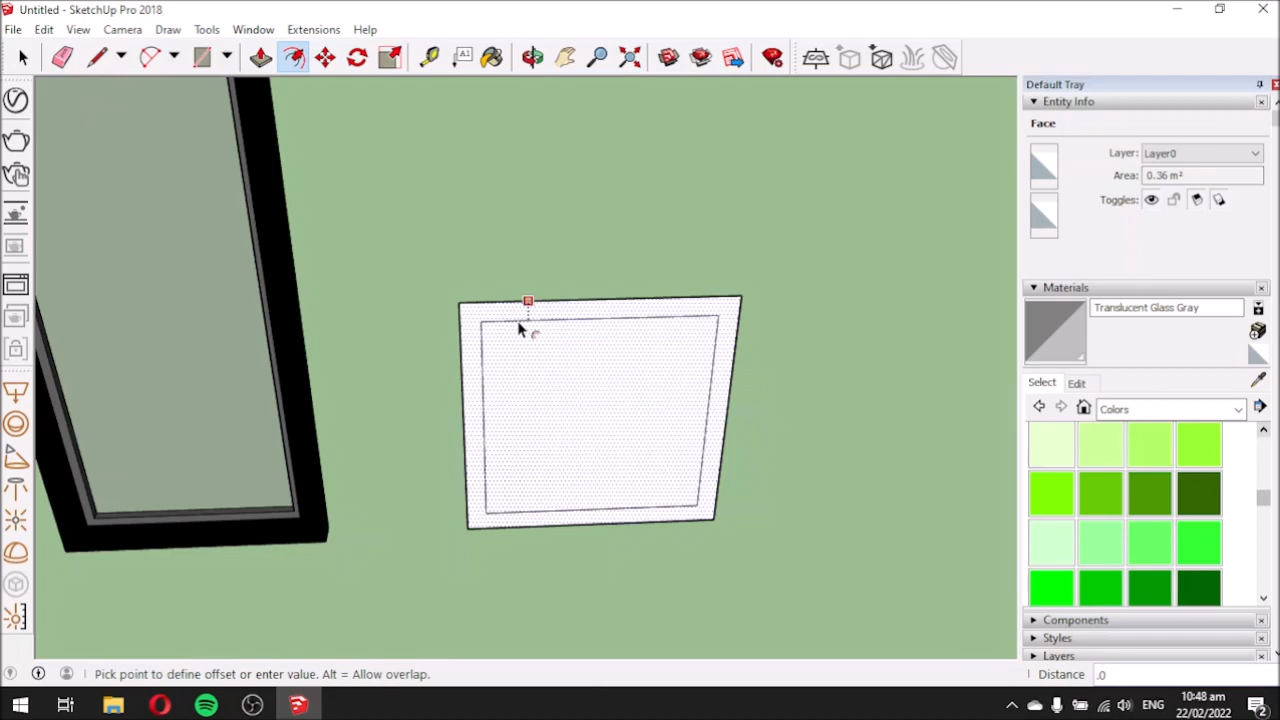 Untitled - SketchUp Pro 2018
File Edit View Camera Draw Tools Window Extensions Help
Default Tray
Entity Info
Face
Layer: Layer0
Area: 0.36 m²
Toggles:
Materials
Translucent Glass Gray
Select Edit
Colors
Components
Styles
Layers
Pick point to define offset or enter value. Alt = Allow overlap.
Distance .0
ENG
10:48 am
22/02/2022
2